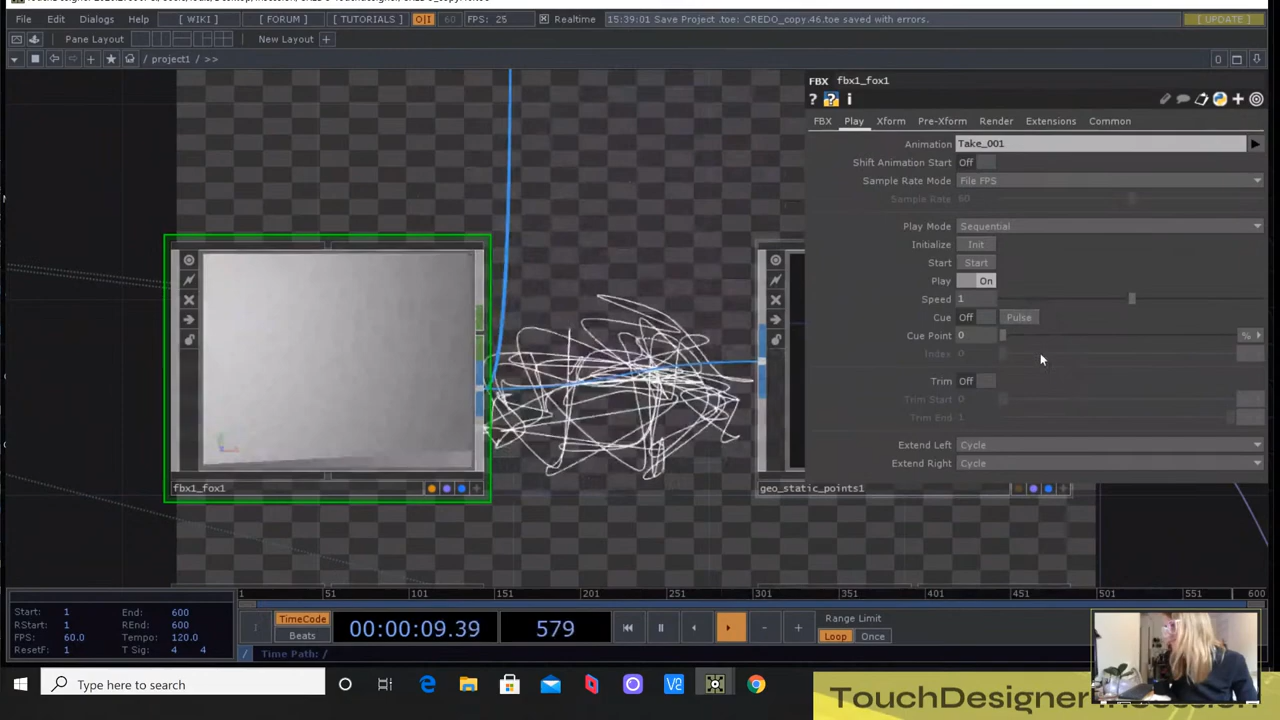 File Edit Dialogs Help [ WIKI ] [ FORUM ] [ TUTORIALS ] O|I 60 FPS: 25 Realtime 15:39:01 Save Project .toe: CREDO_copy.46.toe saved with errors. [ UPDATE ]
Pane Layout New Layout +
/ project1 / >> 0
FBX fbx1_fox1
? ? i
FBX Play Xform Pre-Xform Render Extensions Common
Animation Take_001
Shift Animation Start Off
Sample Rate Mode File FPS
Sample Rate 60
Play Mode Sequential
Initialize Init
Start Start
Play On
Speed 1
Cue Off Pulse
Cue Point 0 %
Index 0
Trim Off
Trim Start 0
Trim End 1
Extend Left Cycle
Extend Right Cycle
fbx1_fox1
geo_static_points1
1 51 101 151 201 251 301 351 401 451 501 551 600
Start: 1 End: 600
RStart: 1 REnd: 600
FPS: 60.0 Tempo: 120.0
ResetF: 1 T Sig: 4 4
TimeCode
Beats
00:00:09.39
579
Range Limit
Loop Once
/ Time Path: /
Type here to search
V2
TouchDesigner